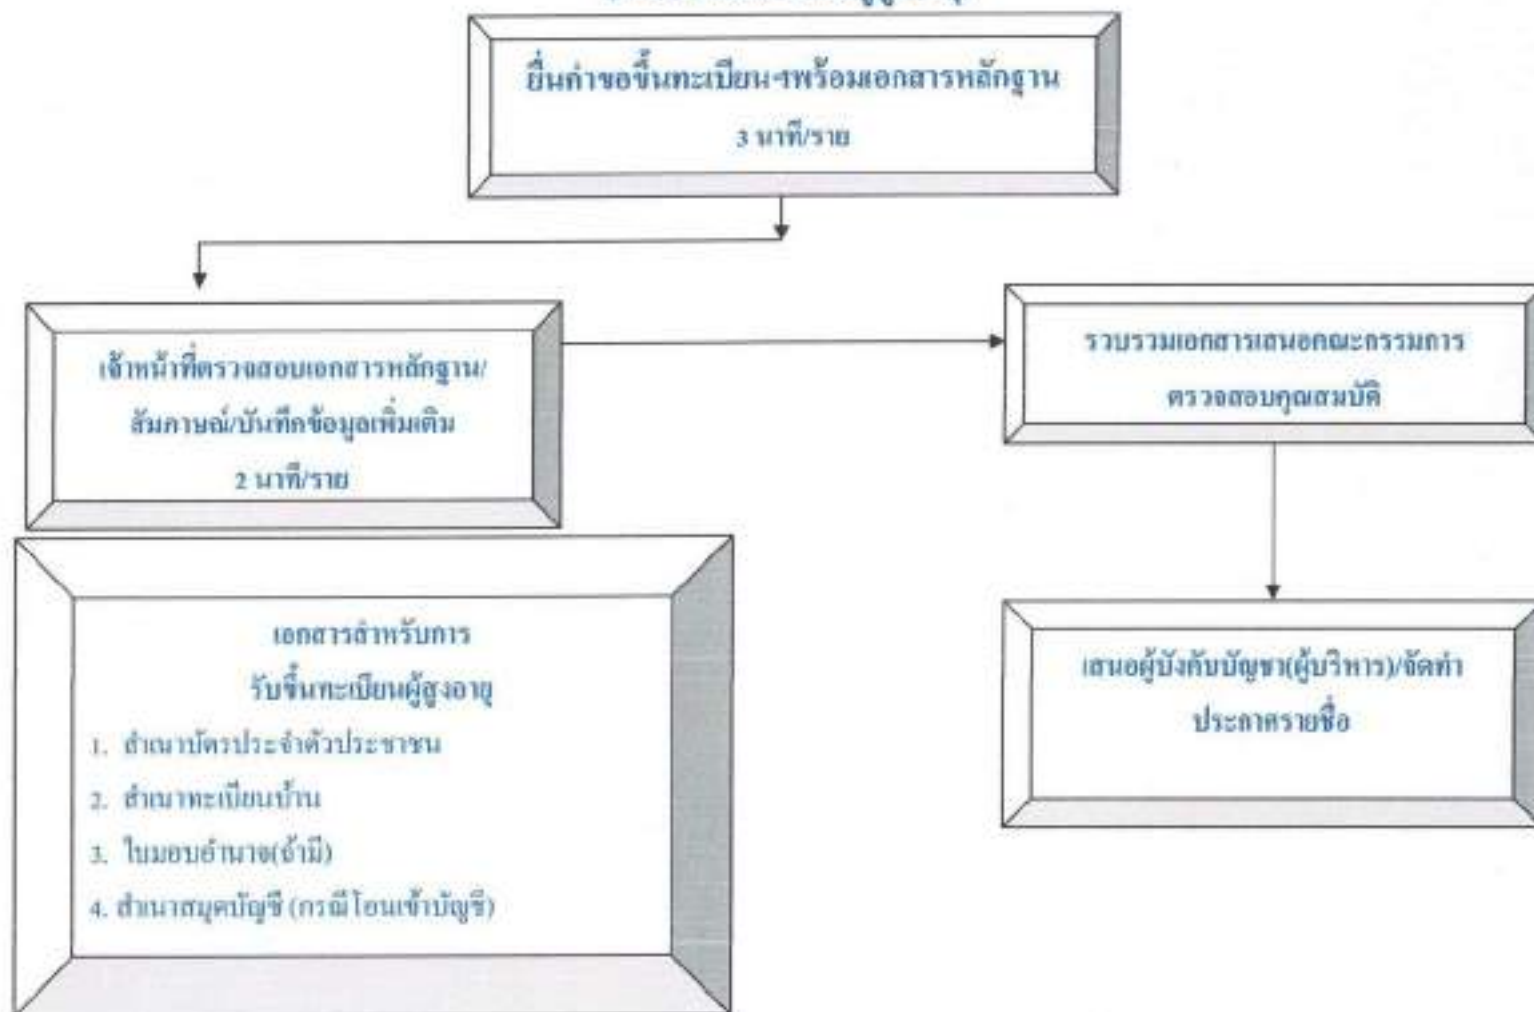 ยื่นคำขอขึ้นทะเบียนฯพร้อมเอกสารหลักฐาน
3 นาที/ราย
เจ้าหน้าที่ตรวจสอบเอกสารหลักฐาน/
สัมภาษณ์/บันทึกข้อมูลเพิ่มเติม
2 นาที/ราย
รวบรวมเอกสารเสนอคณะกรรมการ
ตรวจสอบคุณสมบัติ
เอกสารสำหรับการ
รับขึ้นทะเบียนผู้สูงอายุ
1. สำเนาบัตรประจำตัวประชาชน
2. สำเนาทะเบียนบ้าน
3. ใบมอบอำนาจ(ถ้ามี)
4. สำเนาสมุดบัญชี (กรณีโอนเข้าบัญชี)
เสนอผู้บังคับบัญชา(ผู้บริหาร)/จัดทำ
ประกาศรายชื่อ